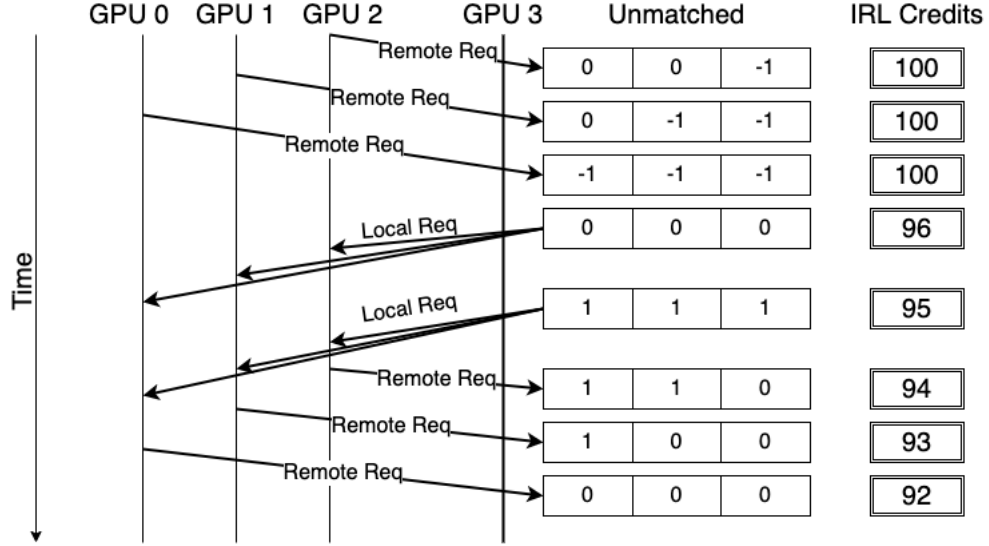 GPU 0 GPU 1 GPU 2 GPU 3 Unmatched IRL Credits
Remote Req 0 0 -1 100
Remote Req 0 -1 -1 100
Remote Req -1 -1 -1 100
Local Req 0 0 0 96
Time
Local Req 1 1 1 95
Remote Req 1 1 0 94
Remote Req 1 0 0 93
Remote Req 0 0 0 92